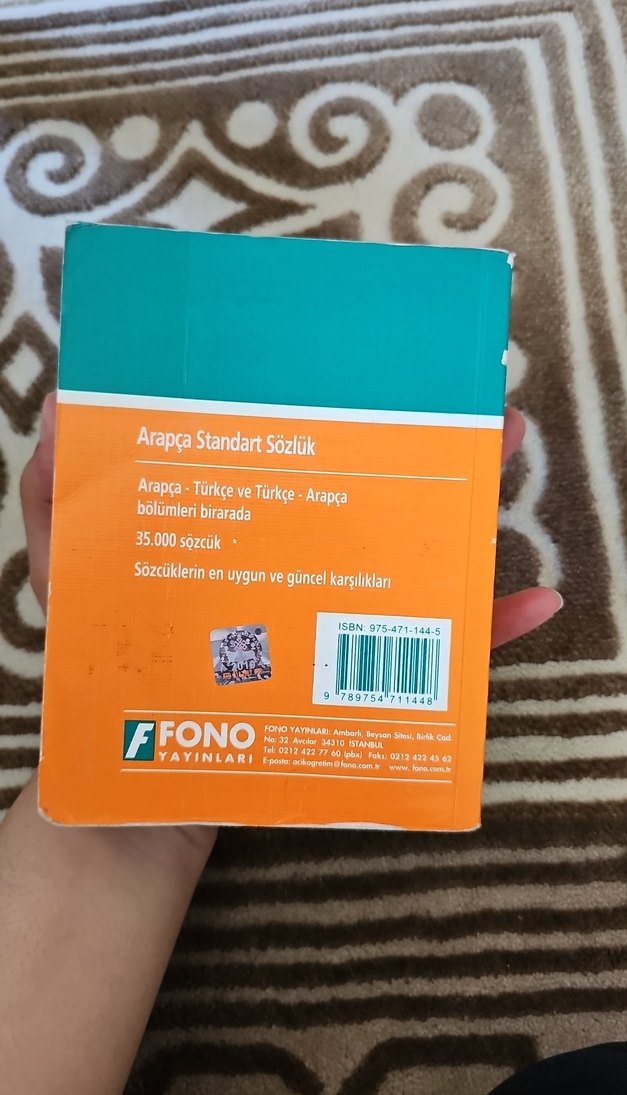 Arapça Standart Sözlük
Arapça - Türkçe ve Türkçe - Arapça
bölümleri birarada
35.000 sözcük
Sözcüklerin en uygun ve güncel karşılıkları
ISBN: 975-471-144-5
9 789754 711448
FONO
YAYINLARI
FONO YAYINLARI: Ambarlı, Beysan Sitesi, Birlik Cad.
No: 32 Avcılar 34310 İSTANBUL
Tel: 0212 422 77 60 (pbx) Faks: 0212 422 45 62
E-posta: acikogretim@fono.com.tr www. fono.com.tr